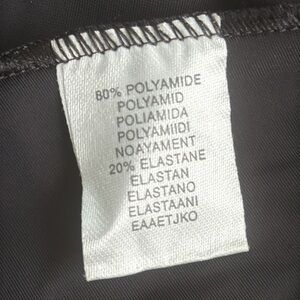 80% POLYAMIDE
POLYAMID
POLIAMIDA
POLYAMIIDI
NOAYAMENT
20% ELASTANE
ELASTAN
ELASTANO
ELASTAANI
EAAETJKO